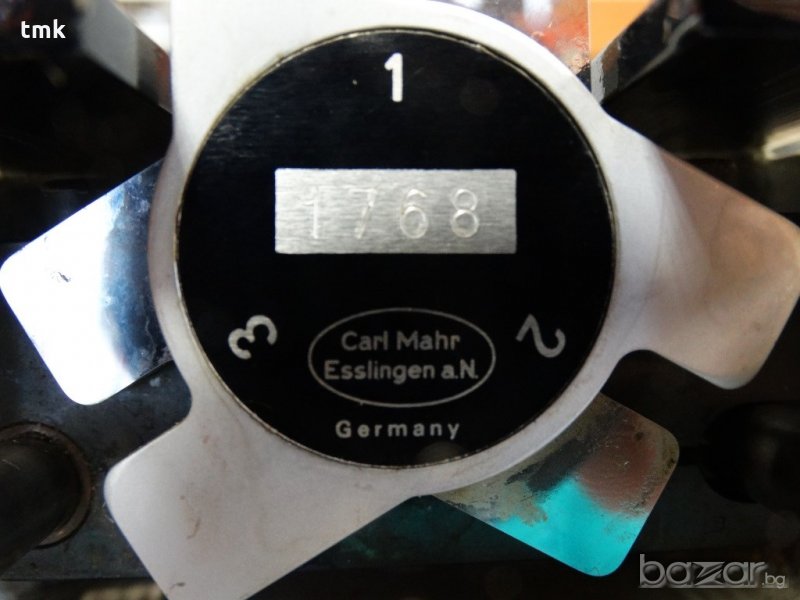 tmk
1
1768
3
2
Carl Mahr
Esslingen a.N.
Germany
bazar.bg